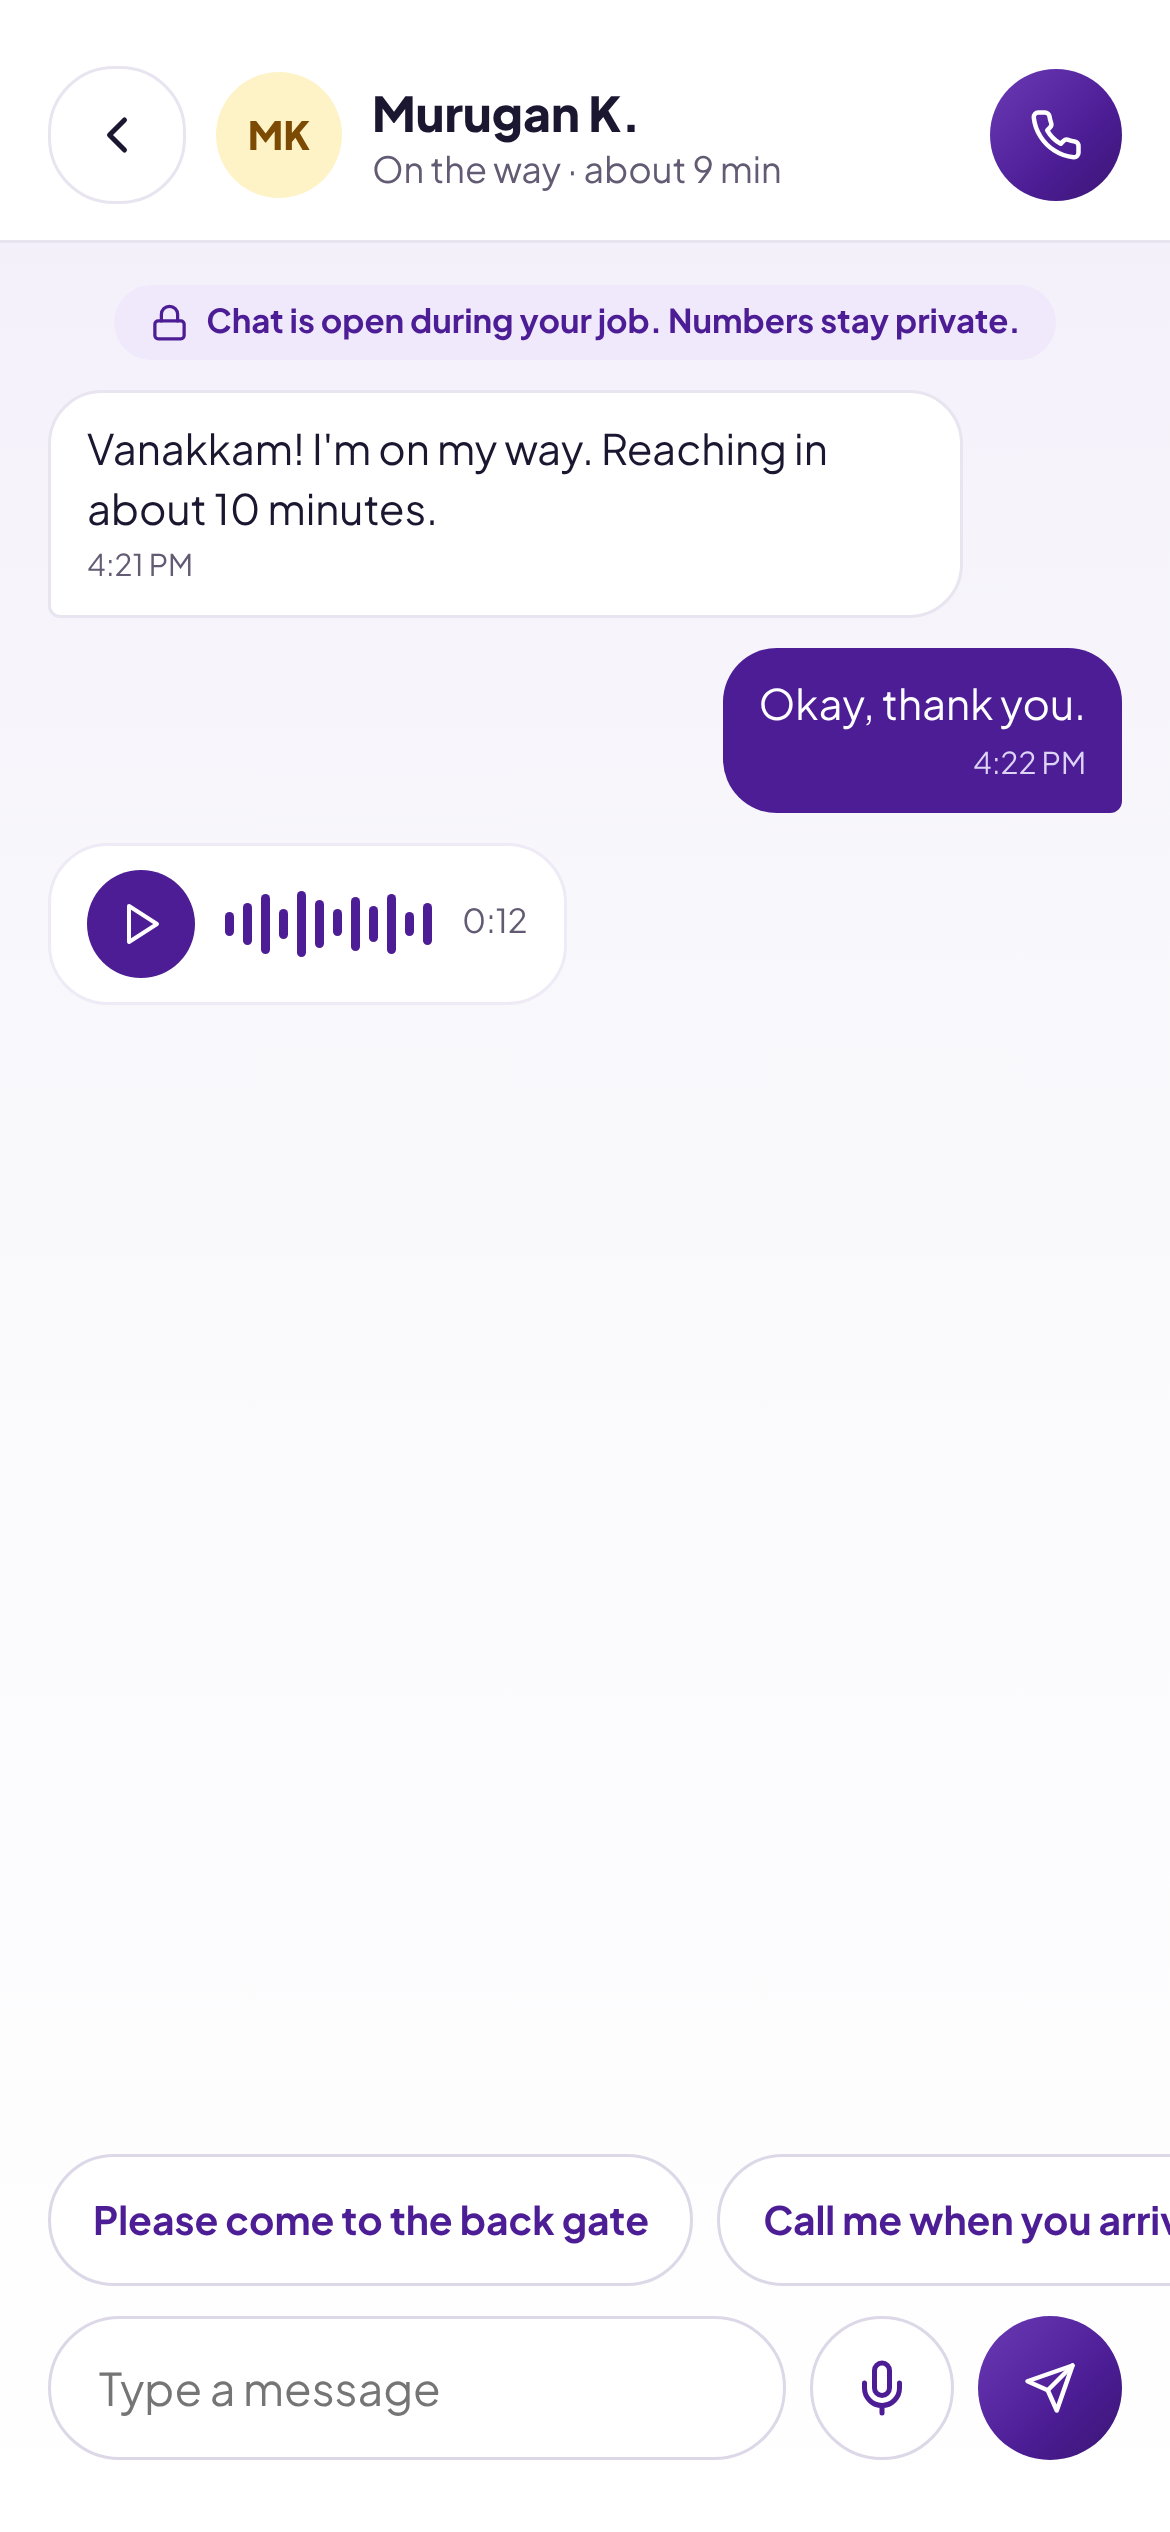 MK
Murugan K.
On the way · about 9 min
Chat is open during your job. Numbers stay private.
Vanakkam! I'm on my way. Reaching in
about 10 minutes.
4:21 PM
Okay, thank you.
4:22 PM
0:12
Please come to the back gate
Call me when you arriv
Type a message